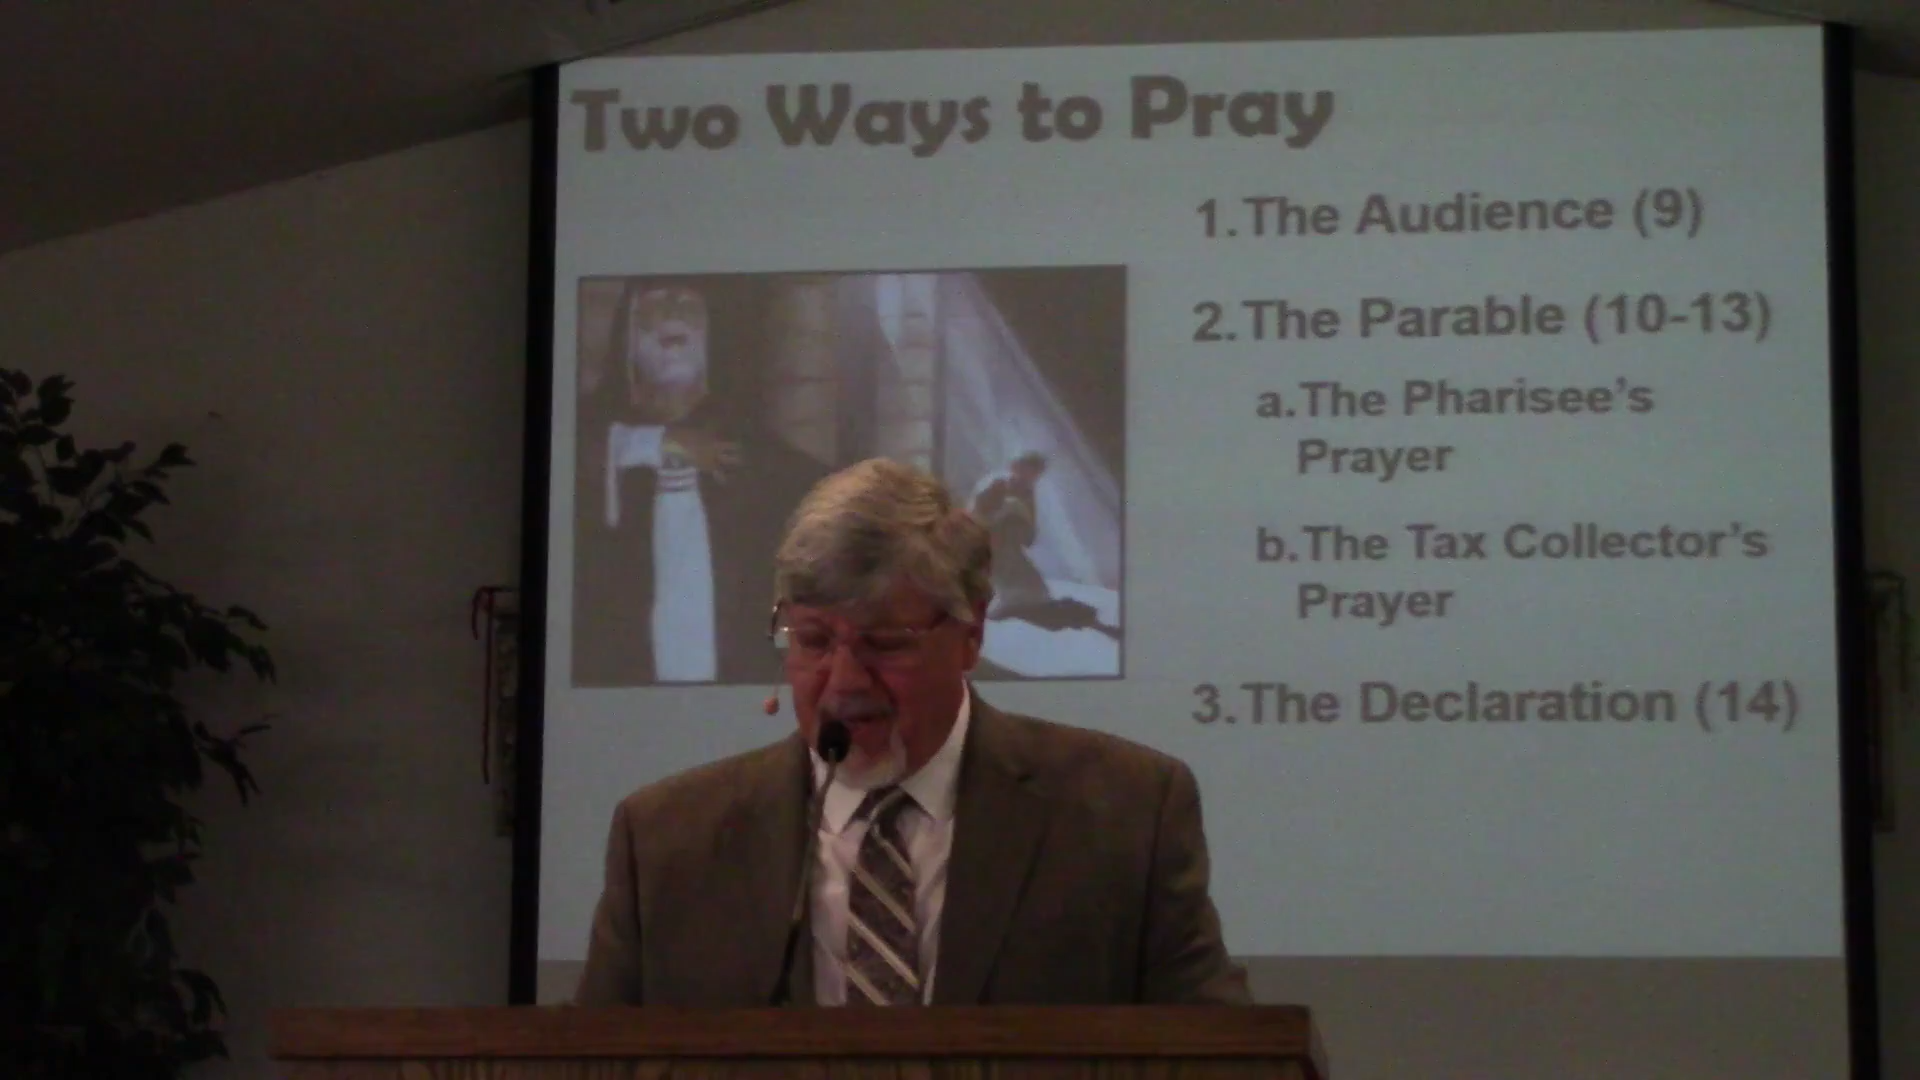 Two Ways to Pray
1.The Audience (9)
2.The Parable (10-13)
a.The Pharisee’s
Prayer
b.The Tax Collector’s
Prayer
3.The Declaration (14)